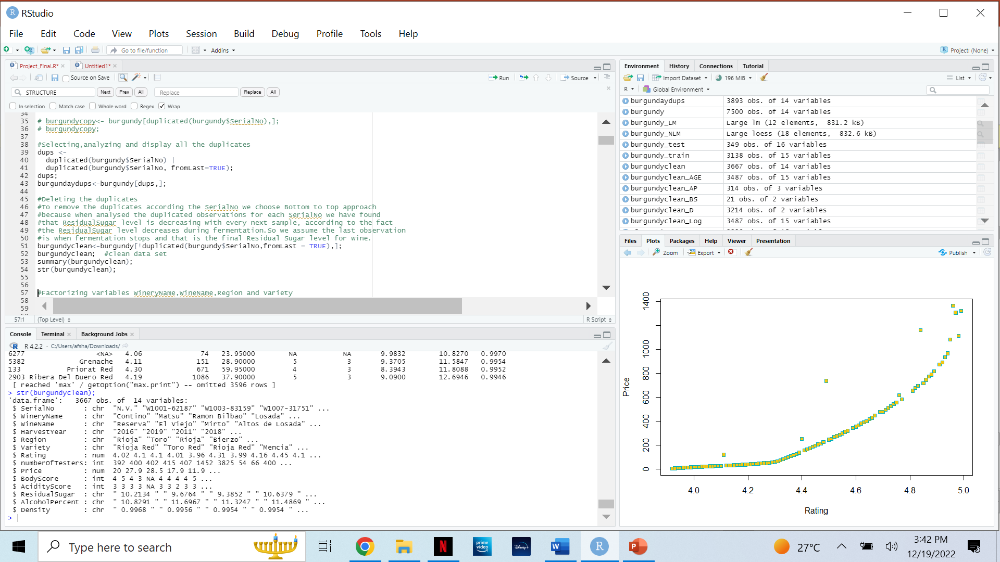 RStudio
File Edit Code View Plots Session Build Debug Profile Tools Help
Go to file/function Addins Project: (None)
Project_Final.R* Untitled1*
Source on Save Run Source
STRUCTURE Next Prev All Replace Replace All
In selection Match case Whole word Regex Wrap
34
35 # burgundycopy<- burgundy[duplicated(burgundy$SerialNo),];
36 # burgundycopy;
37
38 #Selecting,analyzing and display all the duplicates
39 dups <-
40 duplicated(burgundy$SerialNo) |
41 duplicated(burgundy$SerialNo, fromLast=TRUE);
42 dups;
43 burgundaydups<-burgundy[dups,];
44
45 #Deleting the duplicates
46 #To remove the duplicates according the SerialNo we choose Bottom to top approach
47 #because when analysed the duplicated observations for each SerialNo we have found
48 #that ResidualSugar level is decreasing with every next sample, according to the fact
49 #the ResidualSugar level decreases during fermentation.So we assume the last observation
50 #is when fermentation stops and that is the final Residual Sugar level for wine.
51 burgundyclean<-burgundy[!duplicated(burgundy$SerialNo,fromLast = TRUE),];
52 burgundyclean; #clean data set
53 summary(burgundyclean);
54 str(burgundyclean);
55
56
57 #Factorizing variables WineryName,WineName,Region and Variety
58
59
57:1 (Top Level) R Script
Console Terminal Background Jobs
R 4.2.2 · C:/Users/afsha/Downloads/
6277 <NA> 4.06 74 23.95000 NA NA 9.9832 10.8270 0.9970
5382 Grenache 4.11 151 28.90000 5 3 9.3705 11.5847 0.9954
133 Priorat Red 4.30 671 59.95000 4 3 8.3943 11.8088 0.9952
2903 Ribera Del Duero Red 4.19 1086 37.90000 5 3 9.0900 12.6946 0.9946
[ reached 'max' / getOption("max.print") -- omitted 3596 rows ]
> str(burgundyclean);
'data.frame': 3667 obs. of 14 variables:
$ SerialNo : chr "N.V." "W1001-62187" "W1003-83159" "W1007-31751" ...
$ WineryName : chr "Contino" "Matsu" "Ramon Bilbao" "Losada" ...
$ WineName : chr "Reserva" "El Viejo" "Mirto" "Altos de Losada" ...
$ HarvestYear : chr "2016" "2019" "2011" "2018" ...
$ Region : chr "Rioja" "Toro" "Rioja" "Bierzo" ...
$ Variety : chr "Rioja Red" "Toro Red" "Rioja Red" "Mencia" ...
$ Rating : num 4.02 4.1 4.1 4.01 3.96 4.31 3.99 4.16 4.45 4.1 ...
$ numberOfTesters: int 392 400 402 415 407 1452 3825 54 66 400 ...
$ Price : num 20 27.9 28.5 17.9 11.9 ...
$ BodyScore : int 4 5 4 3 NA 4 4 4 4 5 ...
$ AcidityScore : int 3 3 3 3 NA 3 3 2 3 3 ...
$ ResidualSugar : chr " 10.2134 " " 9.6764 " " 9.3852 " " 10.6379 " ...
$ AlcoholPercent : chr " 10.8291 " " 11.6967 " " 11.3247 " " 11.4869 " ...
$ Density : chr " 0.9968 " " 0.9956 " " 0.9954 " " 0.9954 " ...
>
Environment History Connections Tutorial
Import Dataset 196 MiB List
R Global Environment
burgundaydups 3893 obs. of 14 variables
burgundy 7500 obs. of 14 variables
burgundy_LM Large lm (12 elements, 831.2 kB)
burgundy_NLM Large loess (18 elements, 832.6 kB)
burgundy_test 349 obs. of 16 variables
burgundy_train 3138 obs. of 15 variables
burgundyclean 3667 obs. of 14 variables
burgundyclean_AGE 3487 obs. of 15 variables
burgundyclean_AP 314 obs. of 3 variables
burgundyclean_BS 21 obs. of 2 variables
burgundyclean_D 3214 obs. of 2 variables
burgundyclean_Log 3487 obs. of 15 variables
Files Plots Packages Help Viewer Presentation
Zoom Export Publish
Price
1400
1000
800
600
400
200
0
4.0 4.2 4.4 4.6 4.8 5.0
Rating
Type here to search
N
prime video
Disney+
W
R
P
27°C
3:42 PM
12/19/2022